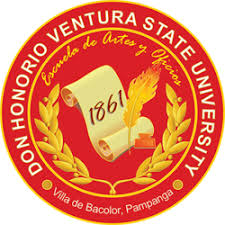 DON HONORIO VENTURA STATE UNIVERSITY
Escuela de Artes y Oficios
1861
Villa de Bacolor, Pampanga